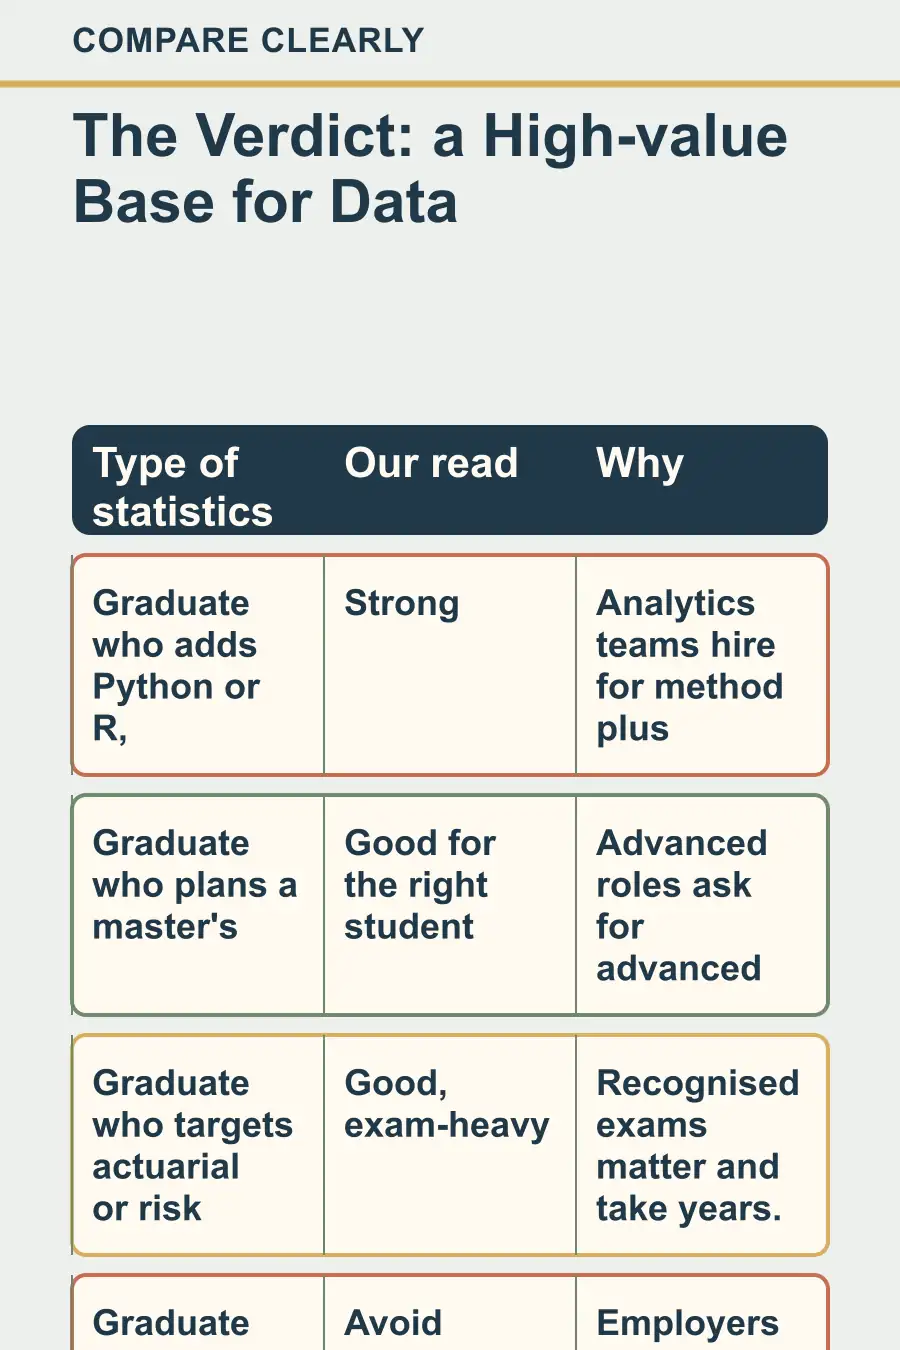 COMPARE CLEARLY
The Verdict: a High-value
Base for Data
Type of
statistics
Our read
Why
Graduate
who adds
Python or
R,
Strong
Analytics
teams hire
for method
plus
Graduate
who plans a
master's
Good for
the right
student
Advanced
roles ask
for
advanced
Graduate
who targets
actuarial
or risk
Good,
exam-heavy
Recognised
exams
matter and
take years.
Graduate
Avoid
Employers